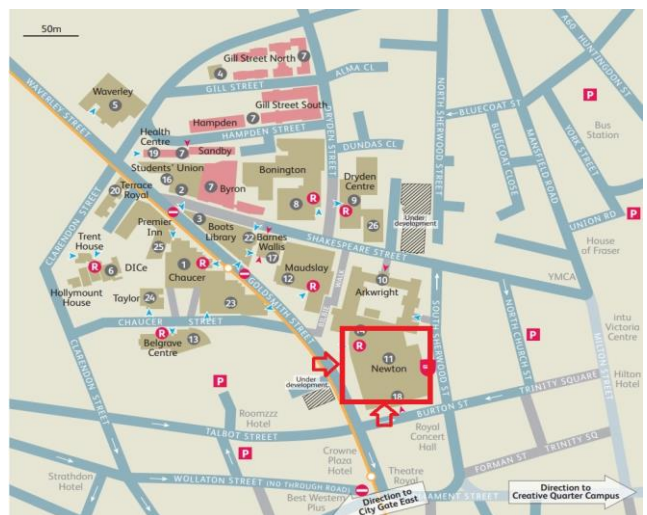 50m
Gill Street North
7
4
GILL STREET
ALMA CL
Waverley
5
WAVERLEY STREET
Gill Street South
7
Hampden
HAMPDEN STREET
DRYDEN STREET
NORTH SHERWOOD STREET
BLUECOAT ST
MANSFIELD ROAD
A60
HUNTINGDON ST
P
YORK STREET
Bus
Station
Health
Centre
19
7
Sandby
DUNDAS CL
BLUECOAT CLOSE
Students' Union
16
2
7
Byron
Bonington
8
R
Dryden
Centre
9
R
26
Under
development
20
Terrace
Royal
CLARENDON STREET
Premier
Inn
25
3
Boots
Library
22
Barnes
Wallis
17
SHAKESPEARE STREET
UNION RD
P
House
of Fraser
Trent
House
R
6
DICe
Hollymount
House
1
R
Chaucer
Maudslay
12
R
10
Arkwright
YMCA
Taylor
24
23
GOLDSMITH STREET
WALK
SOUTH SHERWOOD ST
NORTH CHURCH ST
intu
Victoria
Centre
CHAUCER STREET
R
Belgrave
Centre
13
14
R
11
Newton
18
P
MILTON STREET
Hilton
Hotel
CLARENDON STREET
P
Under
development
BURTON ST
TRINITY SQUARE
Roomzzz
Hotel
TALBOT STREET
Royal
Concert
Hall
TRINITY SQ
FORMAN ST
P
Crowne
Plaza
Hotel
Theatre
Royal
Strathdon
Hotel
WOLLATON STREET (NO THROUGH ROAD)
Best Western
Plus
Direction to
City Gate East
Direction to
Creative Quarter Campus